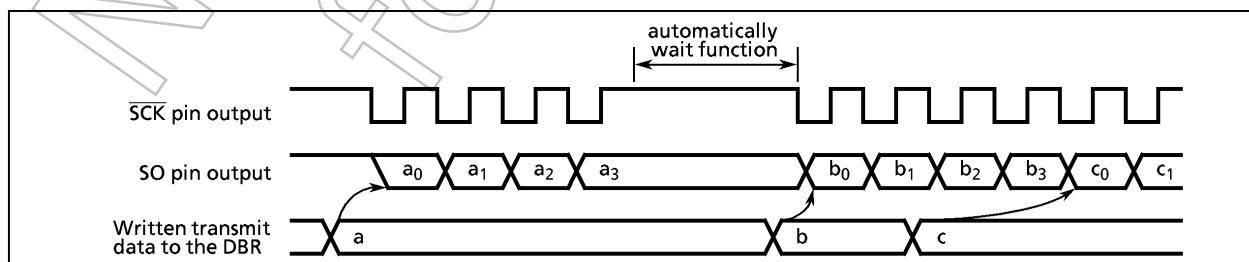 automatically
wait function
SCK pin output
SO pin output
a0 a1 a2 a3 b0 b1 b2 b3 c0 c1
Written transmit
data to the DBR
a b c